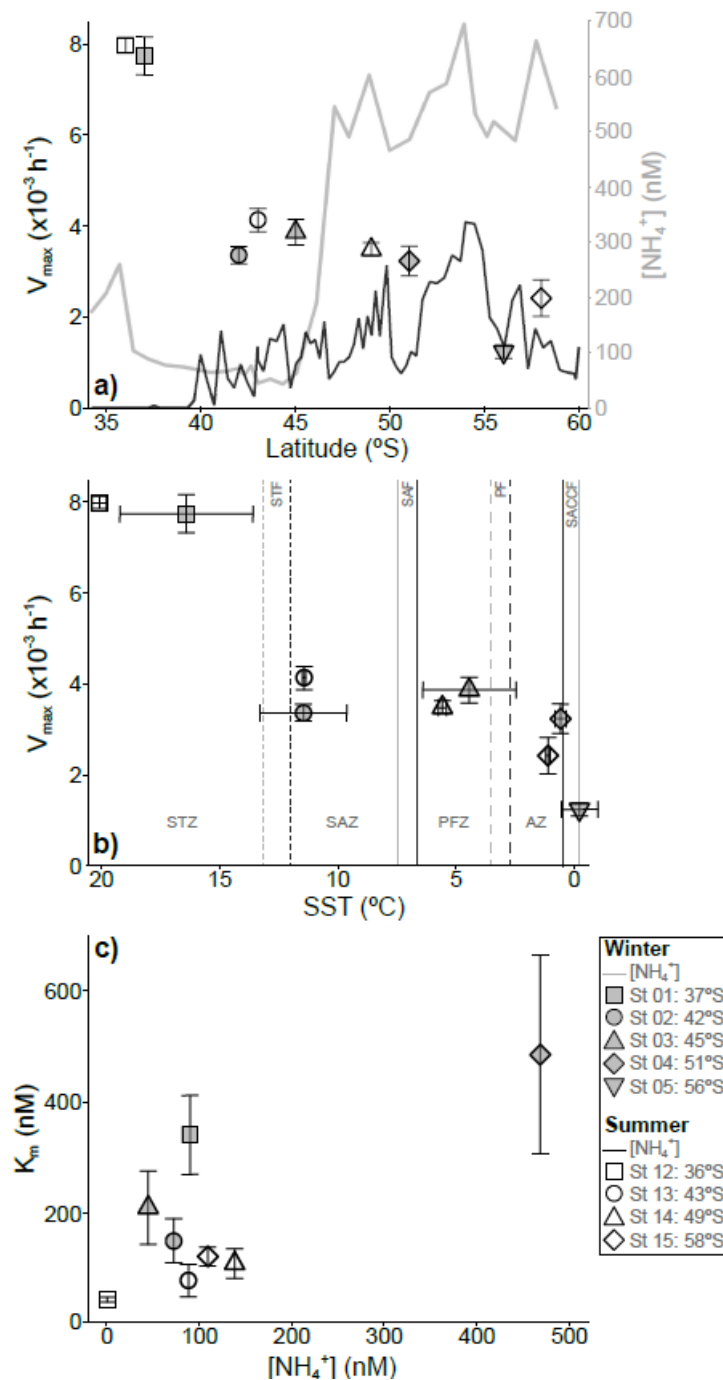 8
6
4
2
0
Vmax (x10⁻³ h⁻¹)
700
600
500
400
300
200
100
0
[NH₄⁺] (nM)
a)
35 40 45 50 55 60
Latitude (ºS)
STF
SAF
PF
SACCF
8
6
4
2
0
Vmax (x10⁻³ h⁻¹)
STZ SAZ PFZ AZ
b)
20 15 10 5 0
SST (ºC)
c)
600
400
200
0
Km (nM)
0 100 200 300 400 500
[NH₄⁺] (nM)
Winter
[NH₄⁺]
St 01: 37ºS
St 02: 42ºS
St 03: 45ºS
St 04: 51ºS
St 05: 56ºS
Summer
[NH₄⁺]
St 12: 36ºS
St 13: 43ºS
St 14: 49ºS
St 15: 58ºS